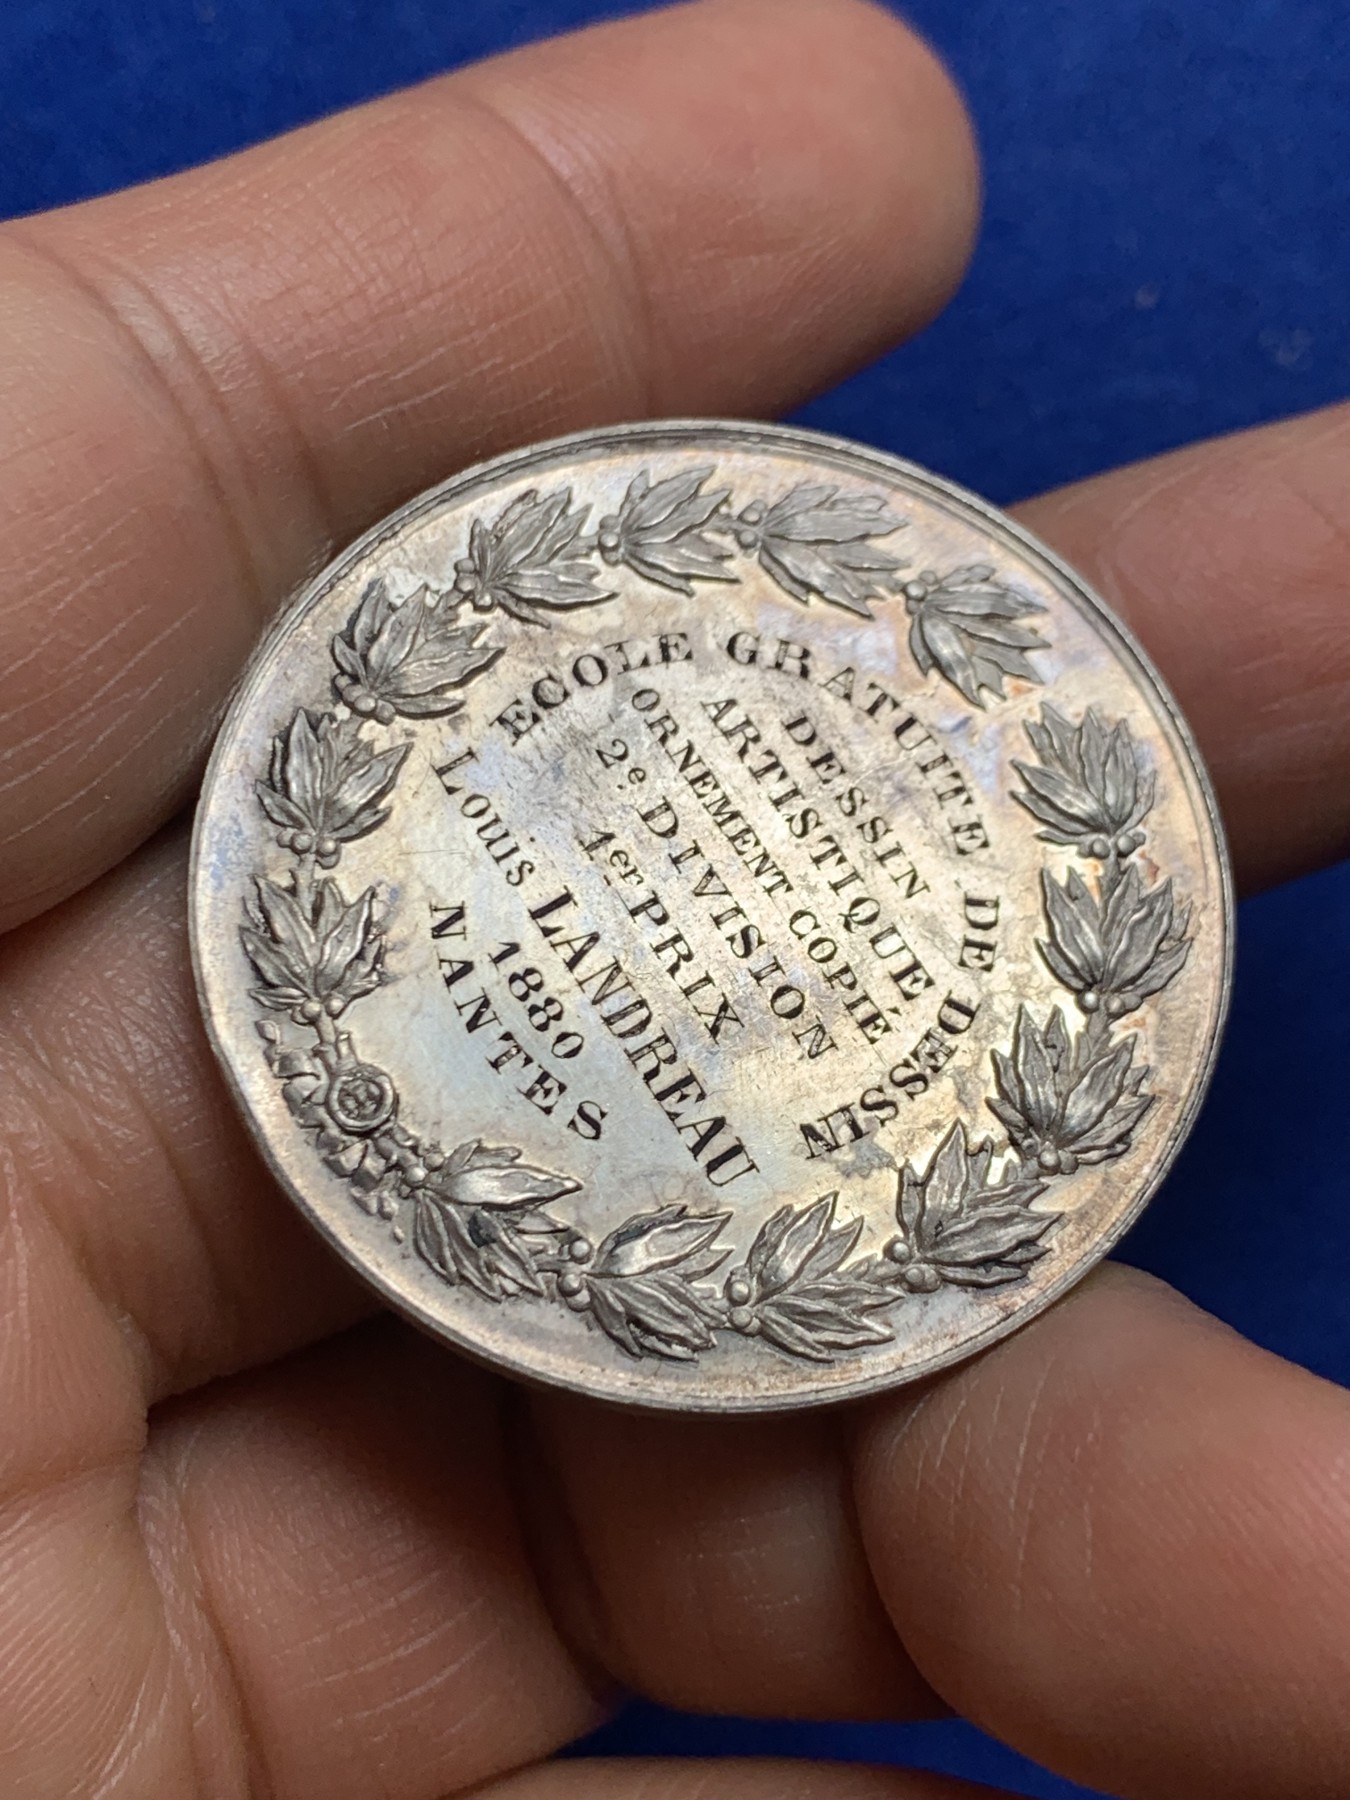 ECOLE GRATUITE DE DESSIN
DESSIN
ARTISTIQUE
ORNEMENT COPIÉ
2e. DIVISION
1er PRIX
LOUIS LANDREAU
1880
NANTES